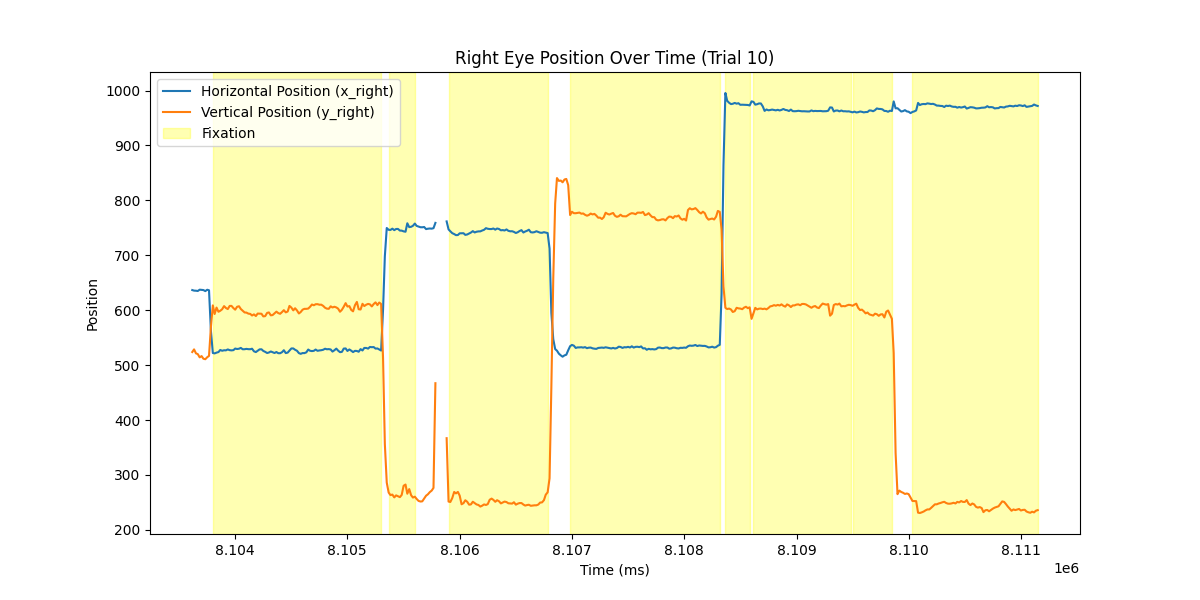 Right Eye Position Over Time (Trial 10)
Horizontal Position (x_right)
Vertical Position (y_right)
Fixation
Position
1000
900
800
700
600
500
400
300
200
8.104 8.105 8.106 8.107 8.108 8.109 8.110 8.111
1e6
Time (ms)